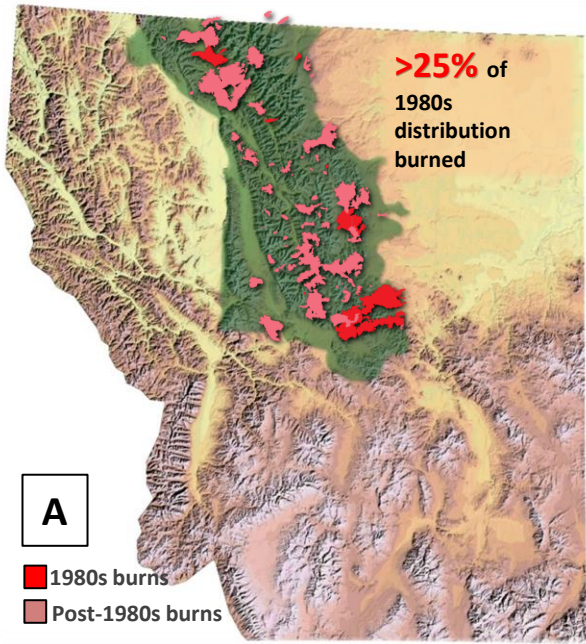 >25% of
1980s
distribution
burned
A
1980s burns
Post-1980s burns